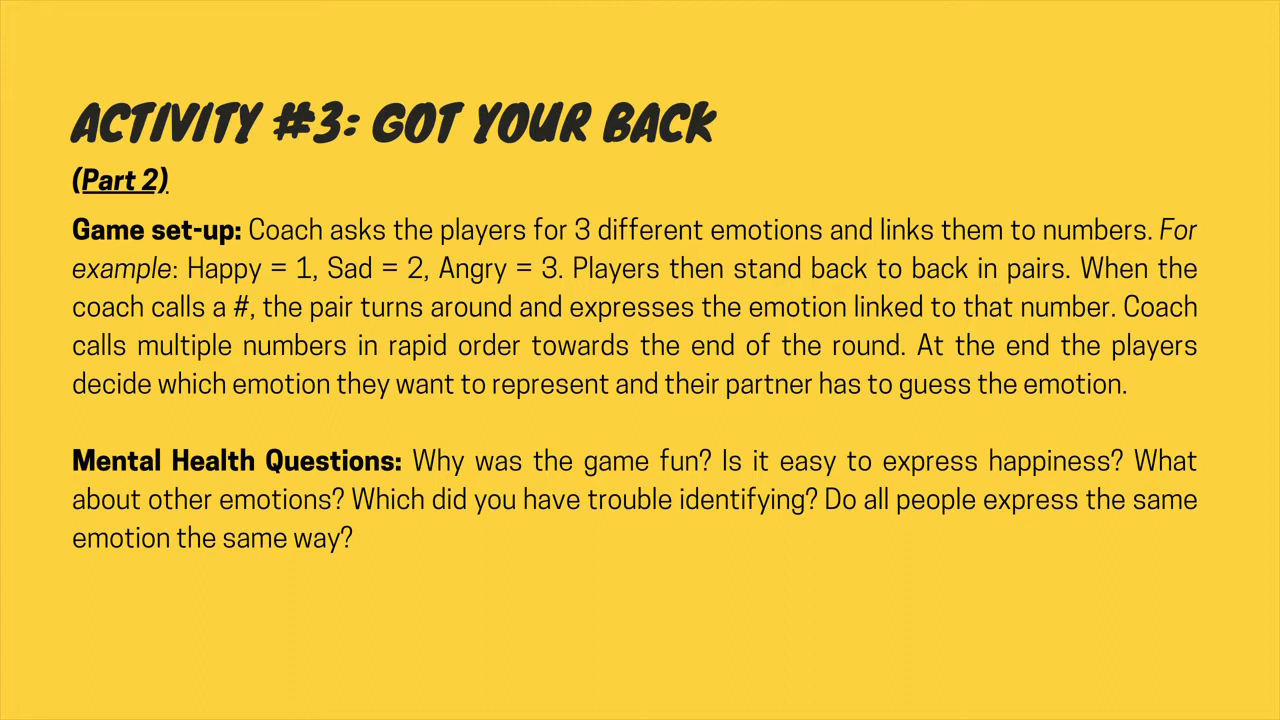 ACTIVITY #3: GOT YOUR BACK
(Part 2)
Game set-up: Coach asks the players for 3 different emotions and links them to numbers. For
example: Happy = 1, Sad = 2, Angry = 3. Players then stand back to back in pairs. When the
coach calls a #, the pair turns around and expresses the emotion linked to that number. Coach
calls multiple numbers in rapid order towards the end of the round. At the end the players
decide which emotion they want to represent and their partner has to guess the emotion.
Mental Health Questions: Why was the game fun? Is it easy to express happiness? What
about other emotions? Which did you have trouble identifying? Do all people express the same
emotion the same way?